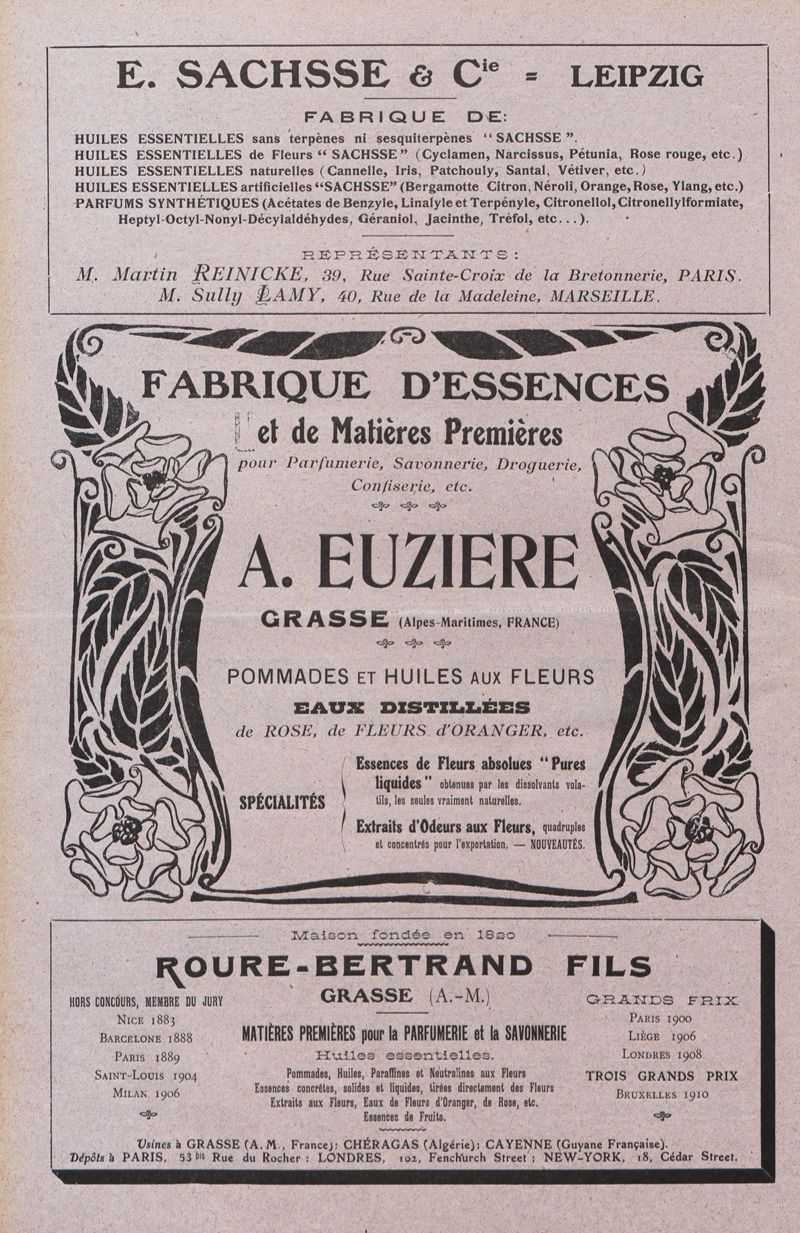 E. SACHSSE & Cie = LEIPZIG
FABRIQUE DE:
HUILES ESSENTIELLES sans terpènes ni sesquiterpènes "SACHSSE".
HUILES ESSENTIELLES de Fleurs "SACHSSE" (Cyclamen, Narcissus, Pétunia, Rose rouge, etc.)
HUILES ESSENTIELLES naturelles (Cannelle, Iris, Patchouly, Santal, Vétiver, etc.)
HUILES ESSENTIELLES artificielles "SACHSSE" (Bergamotte Citron, Néroli, Orange, Rose, Ylang, etc.)
PARFUMS SYNTHÉTIQUES (Acétates de Benzyle, Linalyle et Terpényle, Citronellol, Citronellylformiate,
Heptyl-Octyl-Nonyl-Décylaldéhydes, Géraniol, Jacinthe, Tréfol, etc...).
REPRÉSENTANTS:
M. Martin REINICKE, 39, Rue Sainte-Croix de la Bretonnerie, PARIS.
M. Sully LAMY, 40, Rue de la Madeleine, MARSEILLE.
FABRIQUE D'ESSENCES
et de Matières Premières
pour Parfumerie, Savonnerie, Droguerie,
Confiserie, etc.
A. EUZIERE
GRASSE (Alpes-Maritimes, FRANCE)
POMMADES ET HUILES AUX FLEURS
EAUX DISTILLÉES
de ROSE, de FLEURS d'ORANGER, etc.
SPÉCIALITÉS
Essences de Fleurs absolues "Pures
liquides" obtenues par les dissolvants vola-
tils, les seules vraiment naturelles.
Extraits d'Odeurs aux Fleurs, quadruples
et concentrés pour l'exportation, — NOUVEAUTÉS.
Maison fondée en 1820
ROURE-BERTRAND FILS
GRASSE (A.-M.)
HORS CONCOURS, MEMBRE DU JURY
NICE 1883
BARCELONE 1888
PARIS 1889
SAINT-LOUIS 1904
MILAN 1906
MATIÈRES PREMIÈRES pour la PARFUMERIE et la SAVONNERIE
Huiles essentielles.
Pommades, Huiles, Paraffines et Neutralines aux Fleurs
Essences concrètes, solides et liquides, tirées directement des Fleurs
Extraits aux Fleurs, Eaux de Fleurs d'Oranger, de Rose, etc.
Essences de Fruits.
GRANDS PRIX
PARIS 1900
LIÈGE 1906
LONDRES 1908
TROIS GRANDS PRIX
BRUXELLES 1910
Usines à GRASSE (A. M., France); CHÉRAGAS (Algérie); CAYENNE (Guyane Française).
Dépôts à PARIS, 53 bis Rue du Rocher: LONDRES, 102, Fenchurch Street; NEW-YORK, 18, Cédar Street.